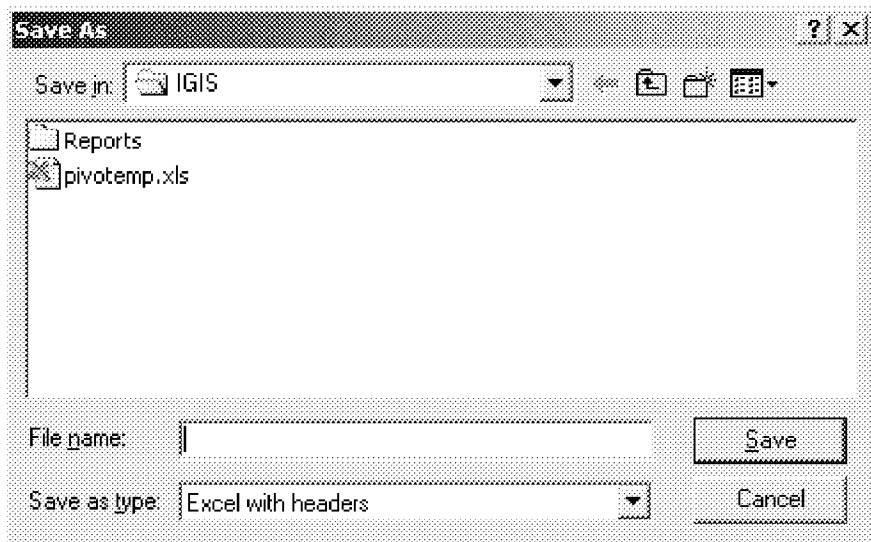 Save As
Save in: IGIS
Reports
pivotemp.xls
File name:
Save
Save as type: Excel with headers
Cancel